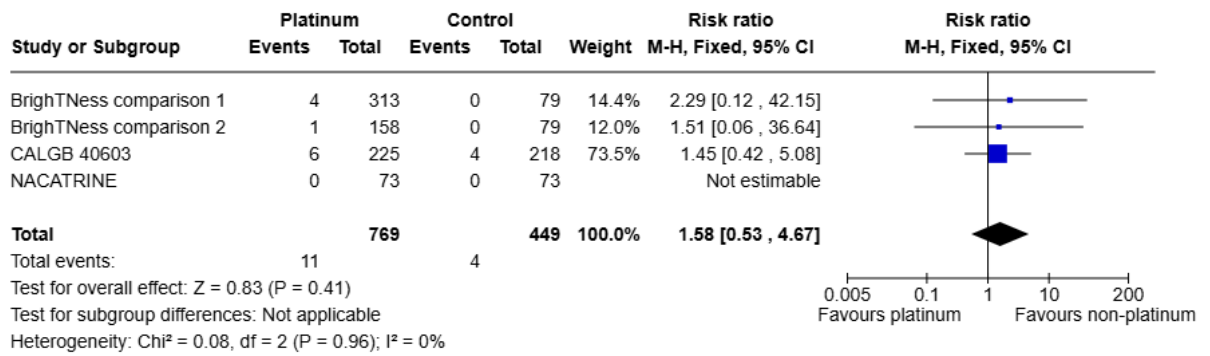 Platinum Control Risk ratio Risk ratio
Study or Subgroup Events Total Events Total Weight M-H, Fixed, 95% CI M-H, Fixed, 95% CI
BrighTNess comparison 1 4 313 0 79 14.4% 2.29 [0.12 , 42.15]
BrighTNess comparison 2 1 158 0 79 12.0% 1.51 [0.06 , 36.64]
CALGB 40603 6 225 4 218 73.5% 1.45 [0.42 , 5.08]
NACATRINE 0 73 0 73 Not estimable
Total 769 449 100.0% 1.58 [0.53 , 4.67]
Total events: 11 4
Test for overall effect: Z = 0.83 (P = 0.41)
Test for subgroup differences: Not applicable
Heterogeneity: Chi² = 0.08, df = 2 (P = 0.96); I² = 0%
0.005 0.1 1 10 200
Favours platinum Favours non-platinum